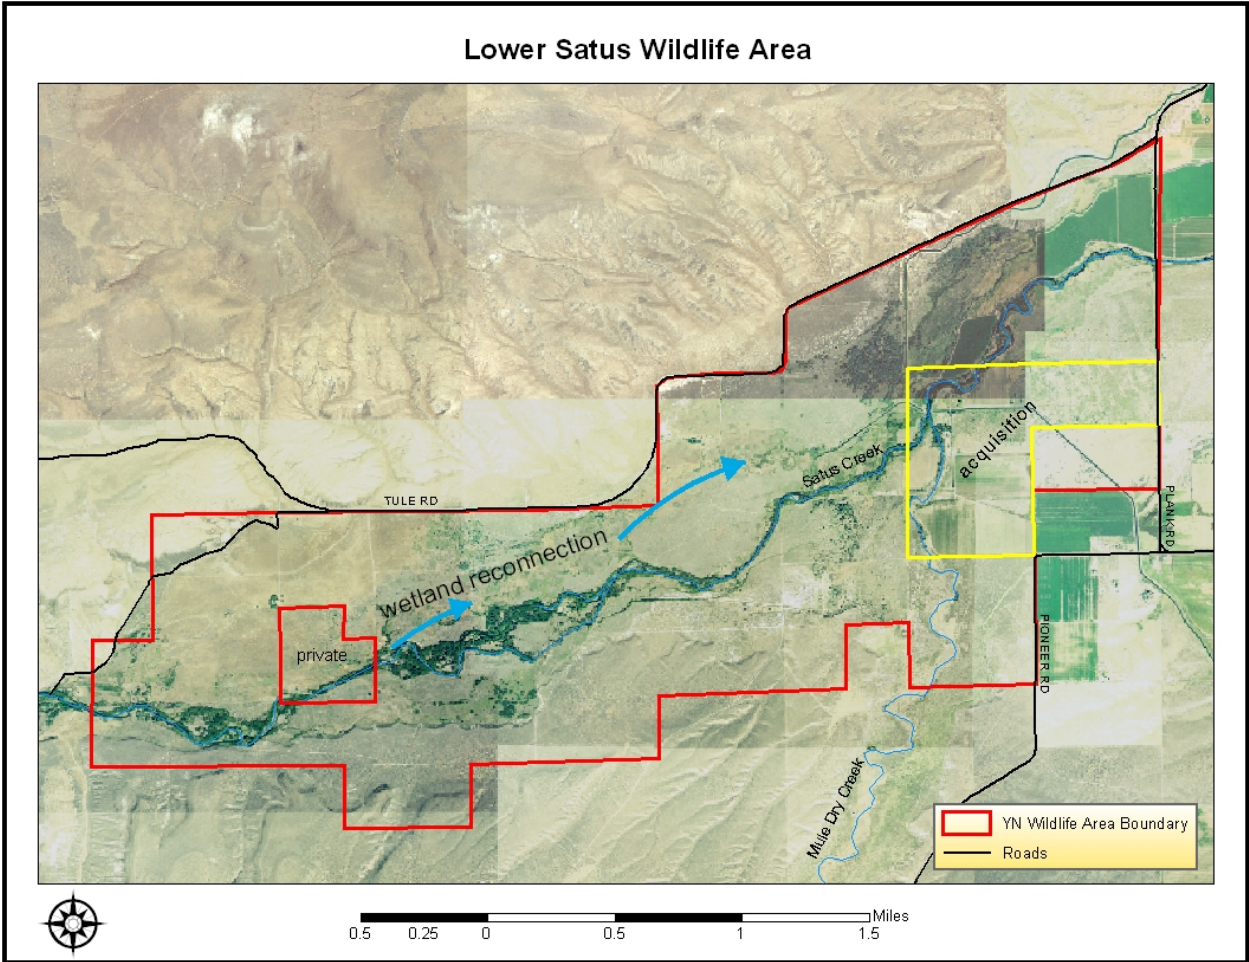 Lower Satus Wildlife Area
acquisition
Satus Creek
TULE RD
PLANK RD
wetland reconnection
private
PIONEER RD
Mule Dry Creek
YN Wildlife Area Boundary
Roads
Miles
0.5 0.25 0 0.5 1 1.5